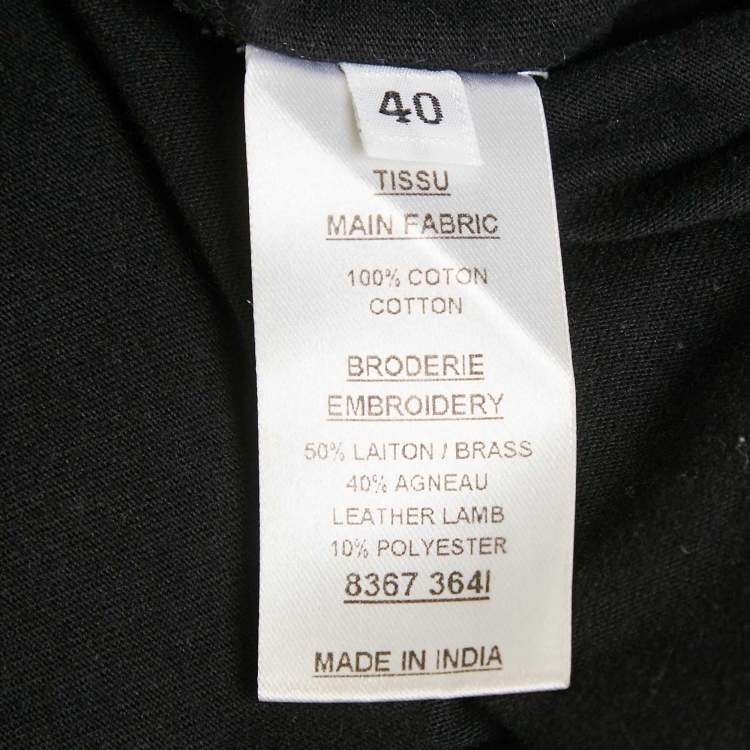 40
TISSU
MAIN FABRIC
100% COTON
COTTON
BRODERIE
EMBROIDERY
50% LAITON / BRASS
40% AGNEAU
LEATHER LAMB
10% POLYESTER
8367 364I
MADE IN INDIA